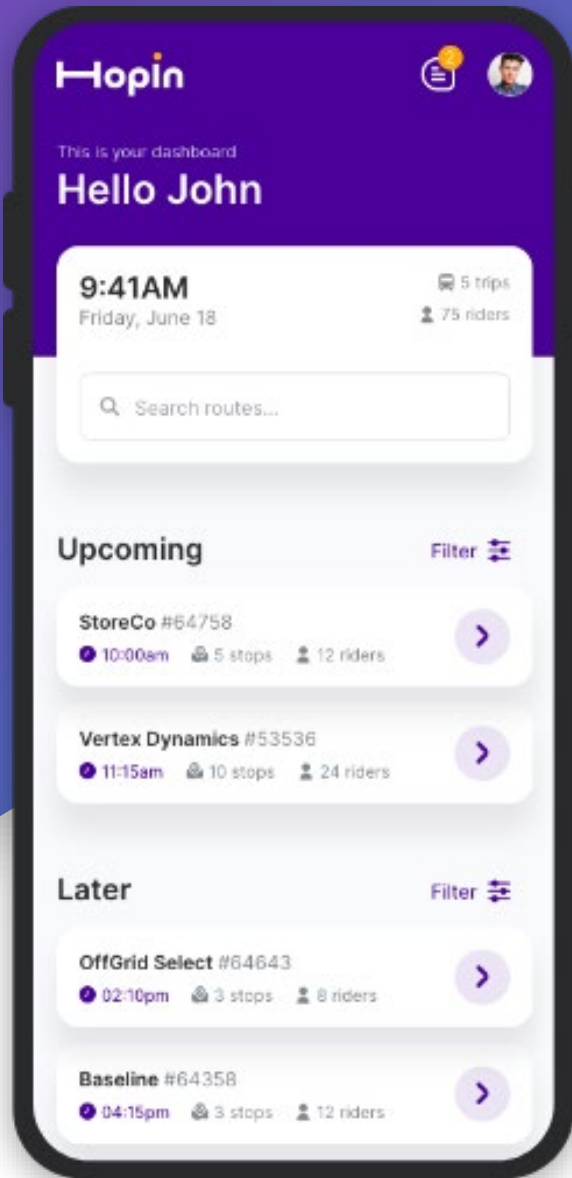 Hopin
2
This is your dashboard
Hello John
9:41AM
5 trips
Friday, June 18
75 riders
Search routes...
Upcoming
Filter
StoreCo #64758
10:00am 5 stops 12 riders
Vertex Dynamics #53536
11:15am 10 stops 24 riders
Later
Filter
OffGrid Select #64643
02:10pm 3 stops 8 riders
Baseline #64358
04:15pm 3 stops 12 riders